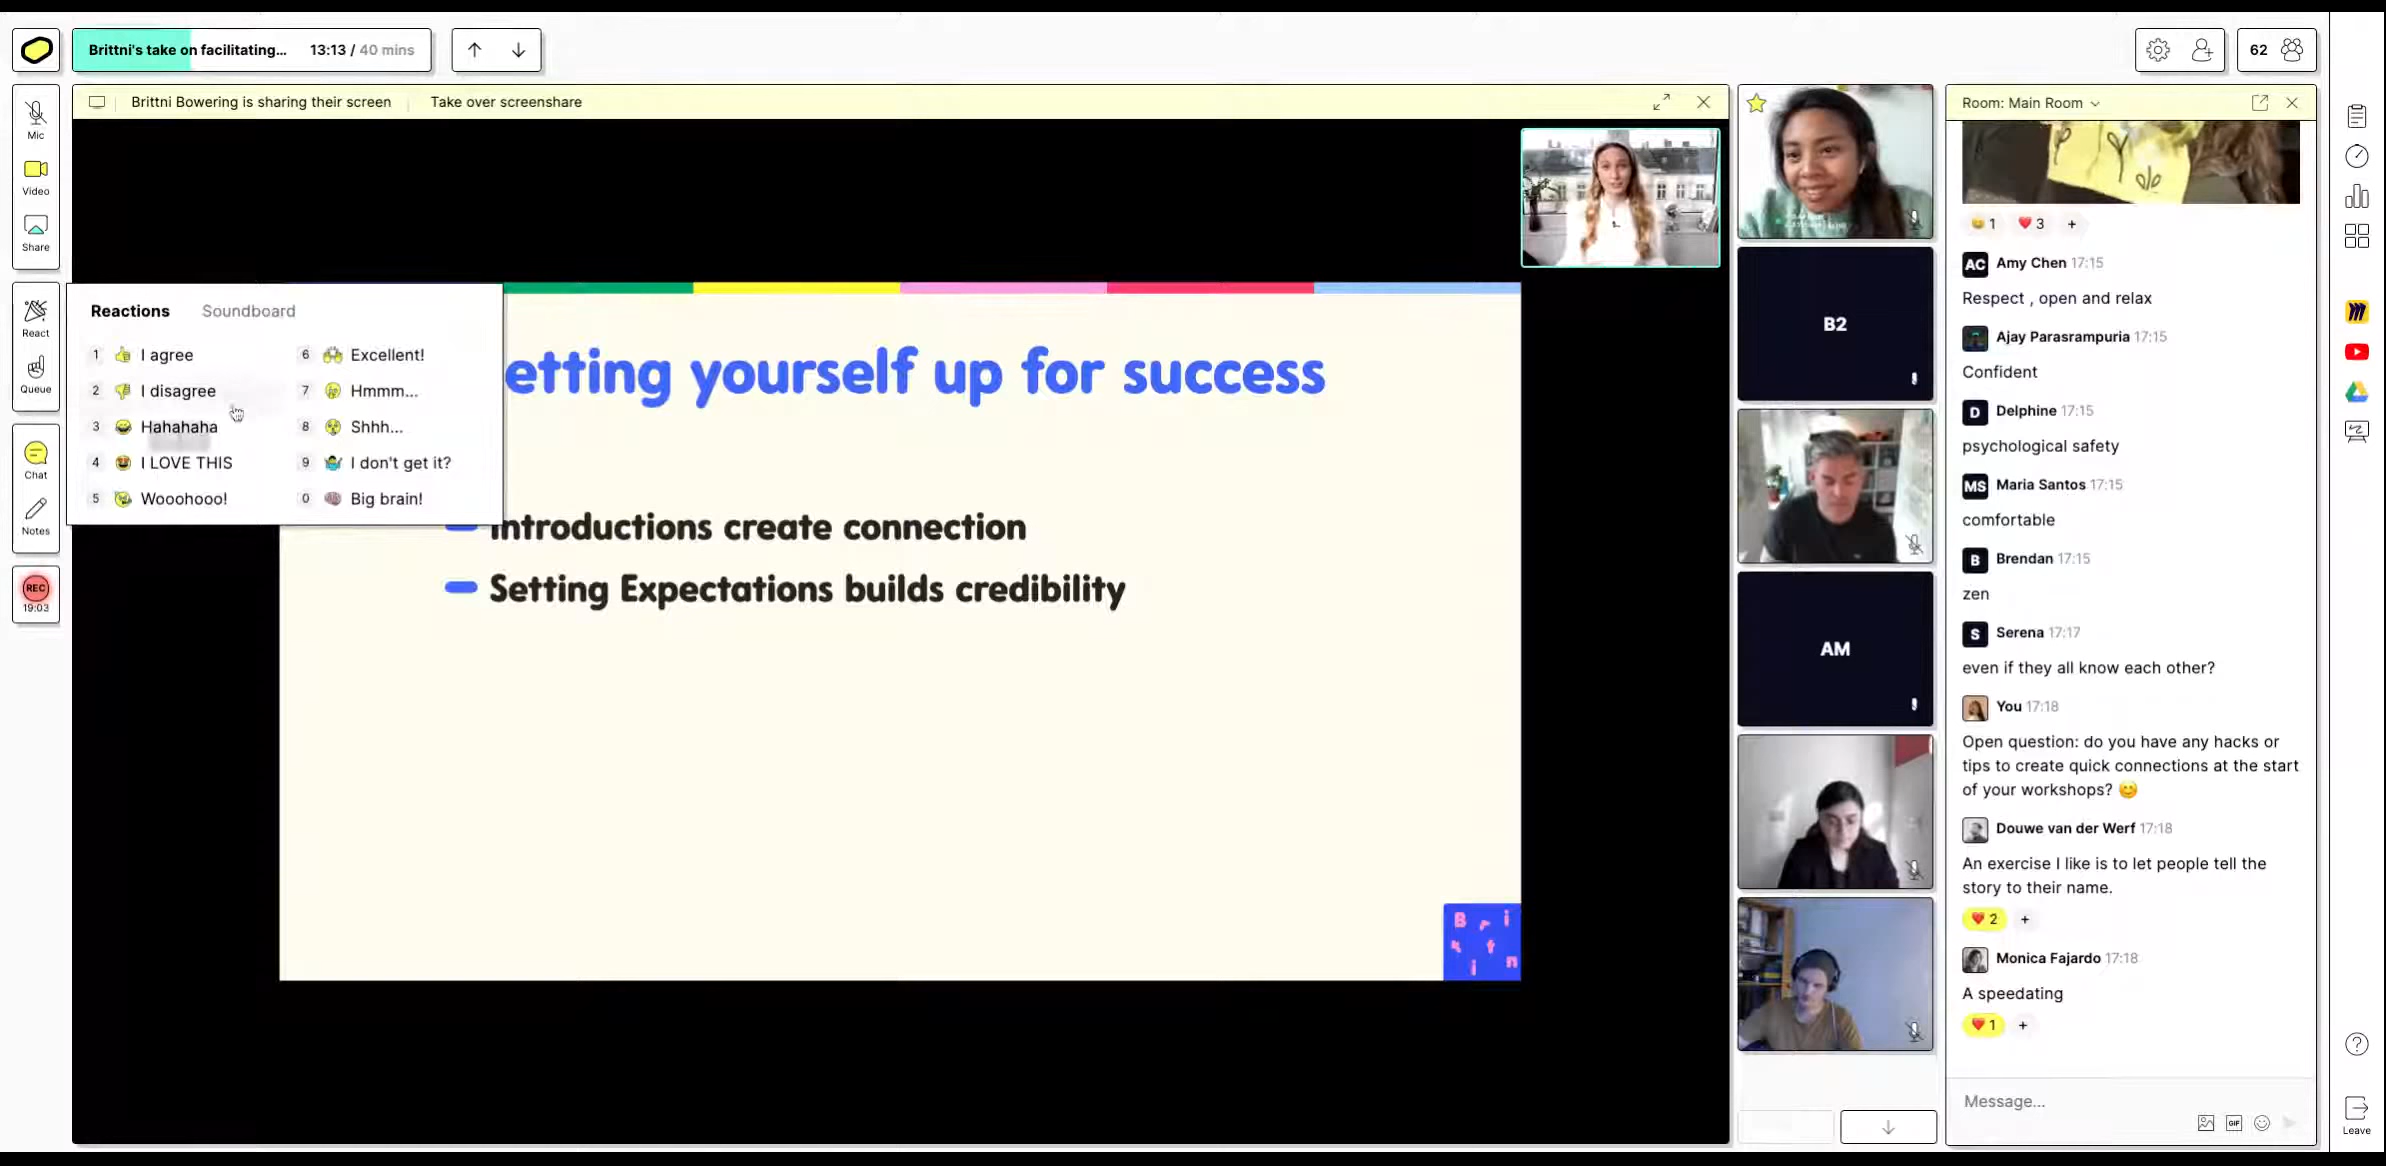 Brittni's take on facilitating... 13:13 / 40 mins
62
Mic
Video
Share
React
Queue
Chat
Notes
REC
19:03
Brittni Bowering is sharing their screen
Take over screenshare
Reactions Soundboard
1 I agree
2 I disagree
3 Hahahaha
4 I LOVE THIS
5 Wooohooo!
6 Excellent!
7 Hmmm...
8 Shhh...
9 I don't get it?
0 Big brain!
etting yourself up for success
Introductions create connection
Setting Expectations builds credibility
B r i
t t
i n
B2
AM
Room: Main Room
1 3 +
AC Amy Chen 17:15
Respect , open and relax
Ajay Parasrampuria 17:15
Confident
D Delphine 17:15
psychological safety
MS Maria Santos 17:15
comfortable
B Brendan 17:15
zen
S Serena 17:17
even if they all know each other?
You 17:18
Open question: do you have any hacks or
tips to create quick connections at the start
of your workshops? 😊
Douwe van der Werf 17:18
An exercise I like is to let people tell the
story to their name.
2 +
Monica Fajardo 17:18
A speedating
1 +
Message...
GIF
Leave